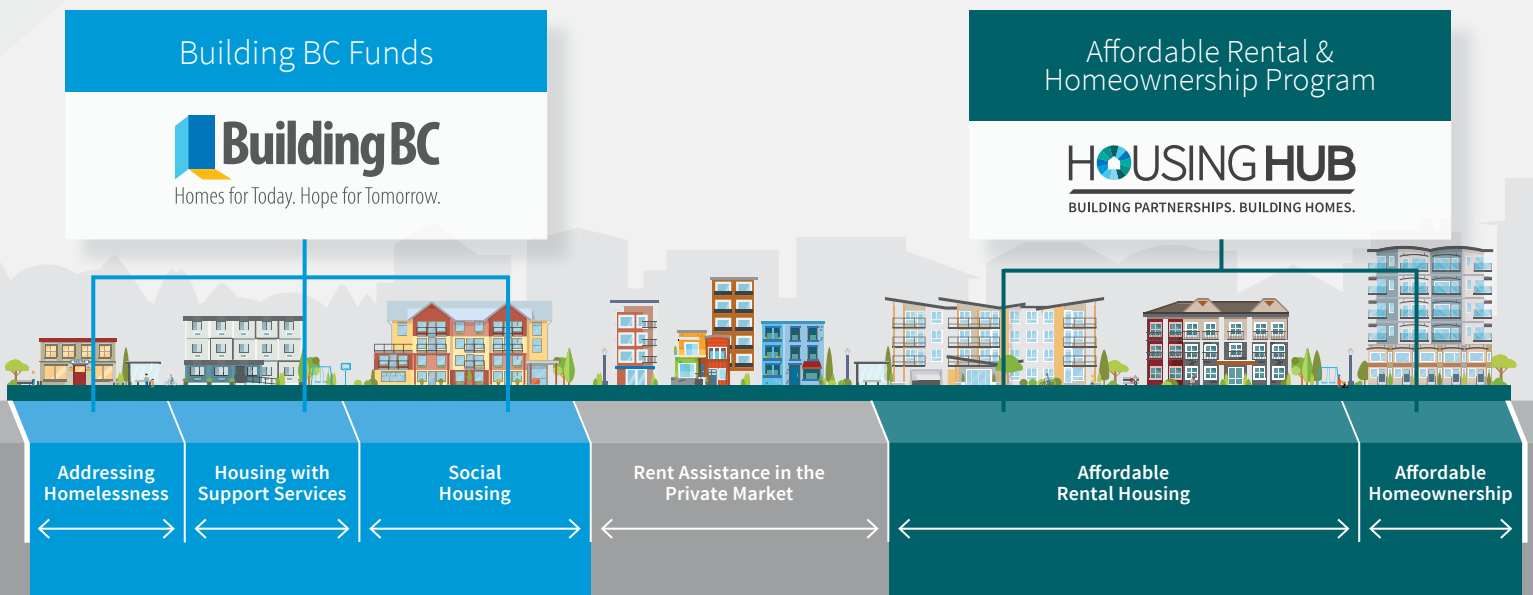 Building BC Funds
BuildingBC
Homes for Today. Hope for Tomorrow.
Affordable Rental &
Homeownership Program
HOUSING HUB
BUILDING PARTNERSHIPS. BUILDING HOMES.
Addressing
Homelessness
Housing with
Support Services
Social
Housing
Rent Assistance in the
Private Market
Affordable
Rental Housing
Affordable
Homeownership